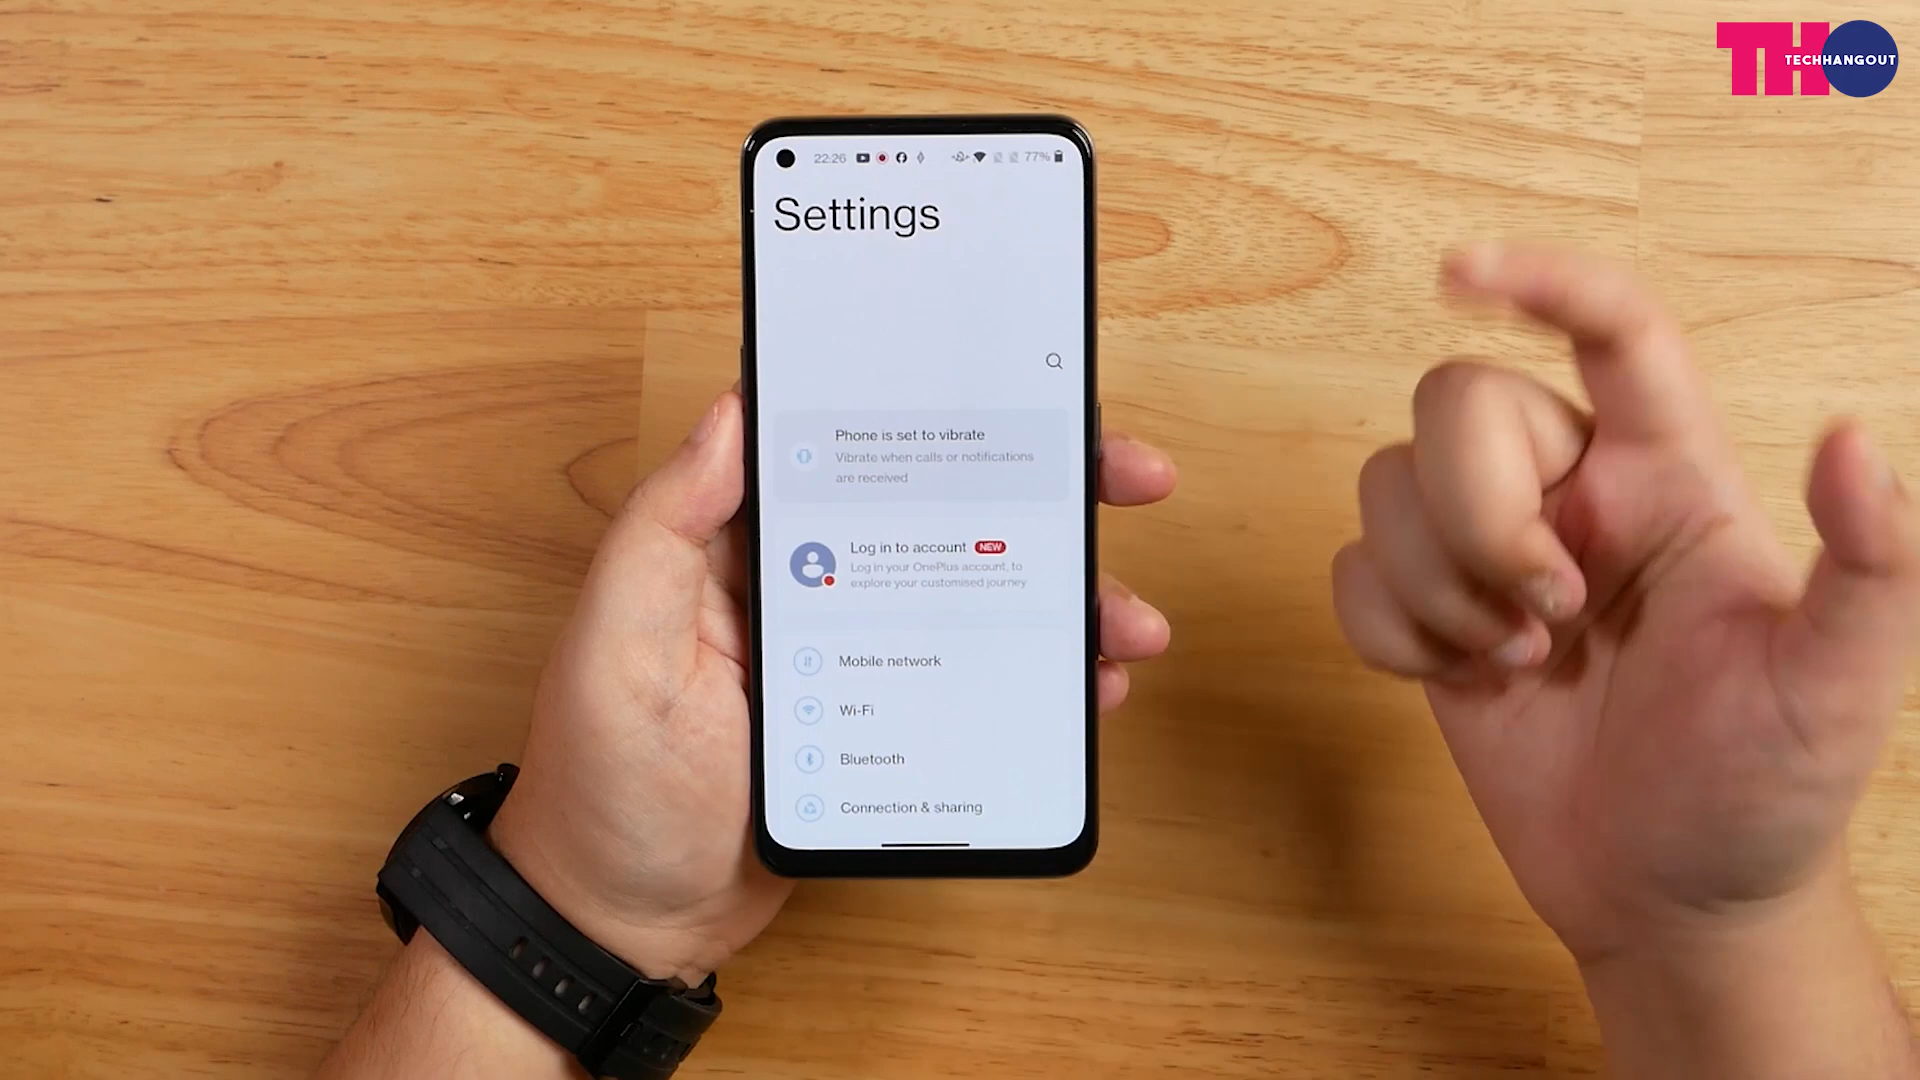 TH
TECHHANGOUT
22:26
77%
Settings
Phone is set to vibrate
Vibrate when calls or notifications
are received
Log in to account NEW
Log in your OnePlus account, to
explore your customised journey
Mobile network
Wi-Fi
Bluetooth
Connection & sharing